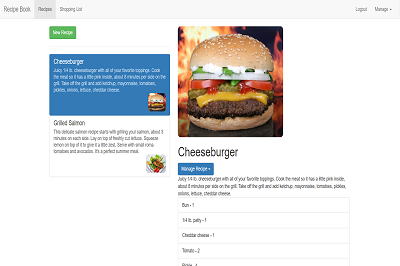 Recipe Book Recipes Shopping List Logout Manage
New Recipe
Cheeseburger
Juicy 1/4 lb. cheeseburger with all of your favorite toppings. Cook
the meat so it has a little pink inside, about 8 minutes per side on the
grill. Take off the grill and add ketchup, mayonnaise, tomatoes,
pickles, onions, lettuce, cheddar cheese.
Grilled Salmon
This delicate salmon recipe starts with grilling your salmon, about 3
minutes on each side. Lay on top of freshly cut lettuce. Squeeze
lemon on top of it to give it a little zest. Serve with small roma
tomatoes and avocados. It's a perfect summer meal.
Cheeseburger
Manage Recipe
Juicy 1/4 lb. cheeseburger with all of your favorite toppings. Cook the meat so it has a little pink inside,
about 8 minutes per side on the grill. Take off the grill and add ketchup, mayonnaise, tomatoes, pickles,
onions, lettuce, cheddar cheese.
Bun - 1
1/4 lb. patty - 1
Cheddar cheese - 1
Tomato - 2